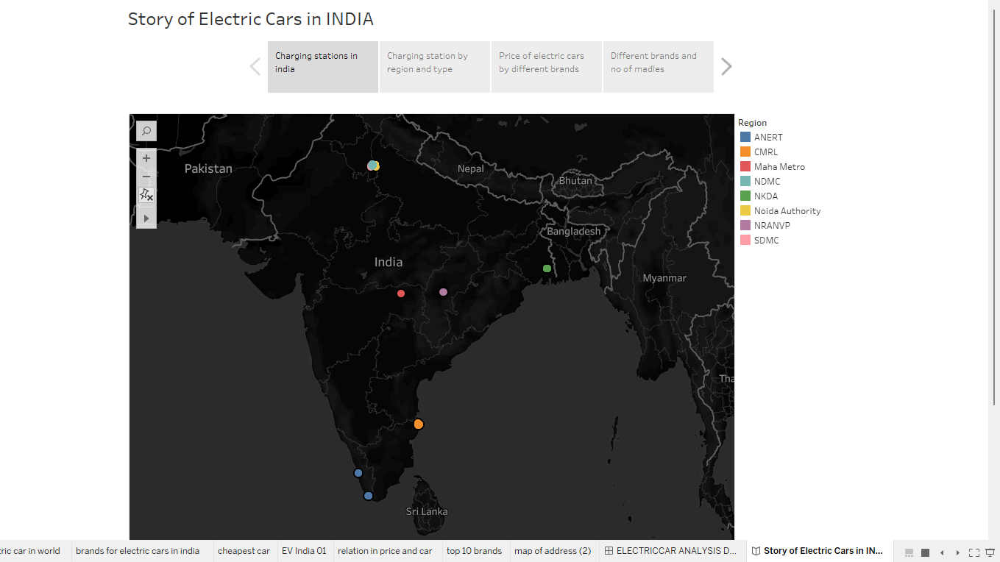 Story of Electric Cars in INDIA
Charging stations in
india
Charging station by
region and type
Price of electric cars
by different brands
Different brands and
no of madles
Region
ANERT
CMRL
Maha Metro
NDMC
NKDA
Noida Authority
NRANVP
SDMC
Pakistan
Nepal
Bhutan
Bangladesh
India
Myanmar
Tha
Sri Lanka
tric car in world
brands for electric cars in india
cheapest car
EV India 01
relation in price and car
top 10 brands
map of address (2)
ELECTRICCAR ANALYSIS D...
Story of Electric Cars in IN...